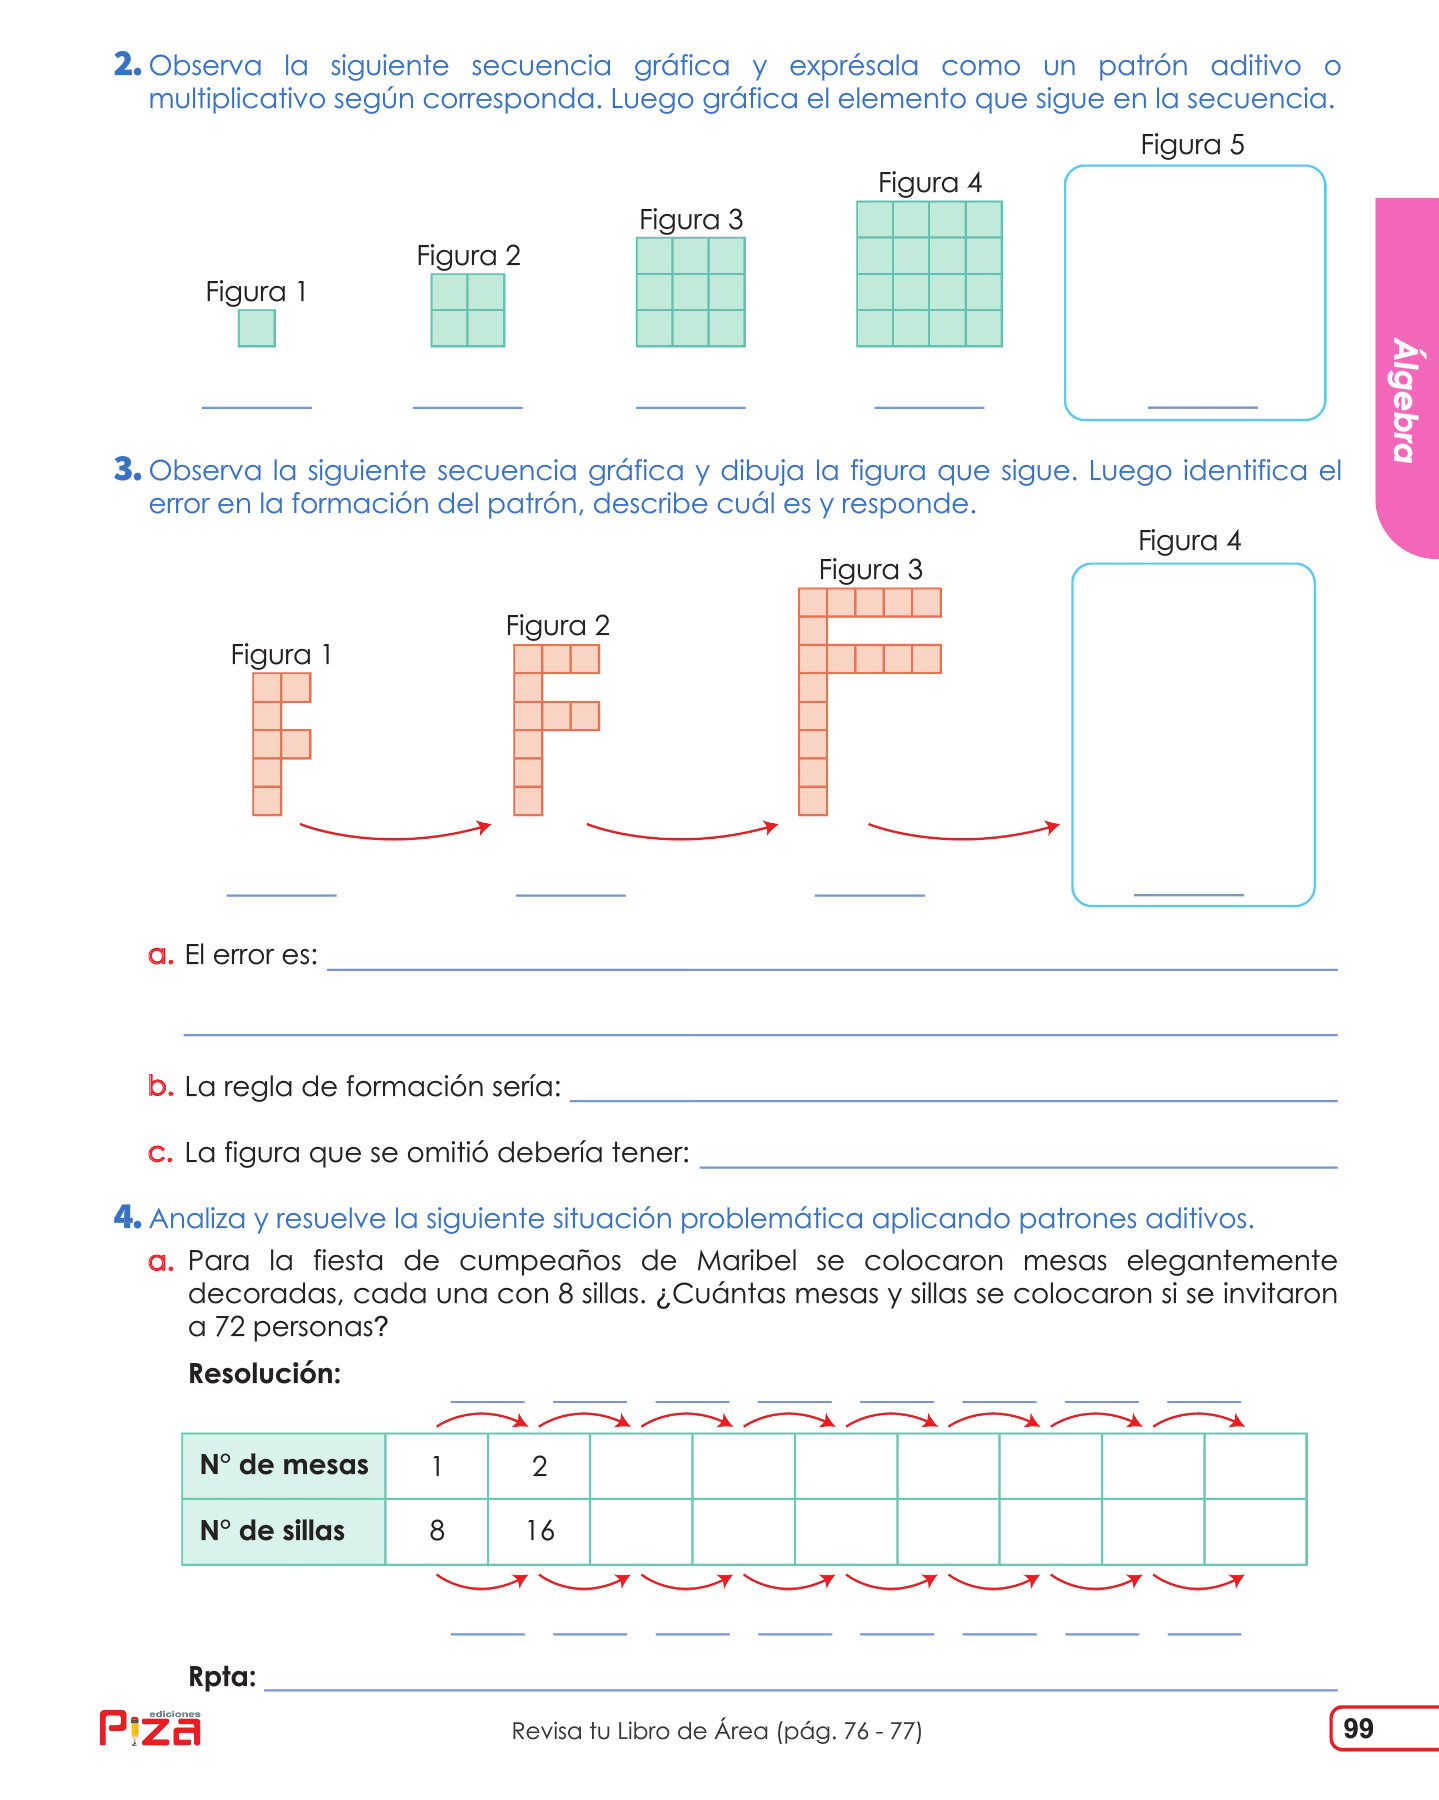 2. Observa la siguiente secuencia gráfica y exprésala como un patrón aditivo o
multiplicativo según corresponda. Luego gráfica el elemento que sigue en la secuencia.
Figura 1
Figura 2
Figura 3
Figura 4
Figura 5
Álgebra
3. Observa la siguiente secuencia gráfica y dibuja la figura que sigue. Luego identifica el
error en la formación del patrón, describe cuál es y responde.
Figura 1
Figura 2
Figura 3
Figura 4
a. El error es:
b. La regla de formación sería:
c. La figura que se omitió debería tener:
4. Analiza y resuelve la siguiente situación problemática aplicando patrones aditivos.
a. Para la fiesta de cumpeaños de Maribel se colocaron mesas elegantemente
decoradas, cada una con 8 sillas. ¿Cuántas mesas y sillas se colocaron si se invitaron
a 72 personas?
Resolución:
N° de mesas 1 2
N° de sillas 8 16
Rpta:
ediciones
Piza
Revisa tu Libro de Área (pág. 76 - 77)
99